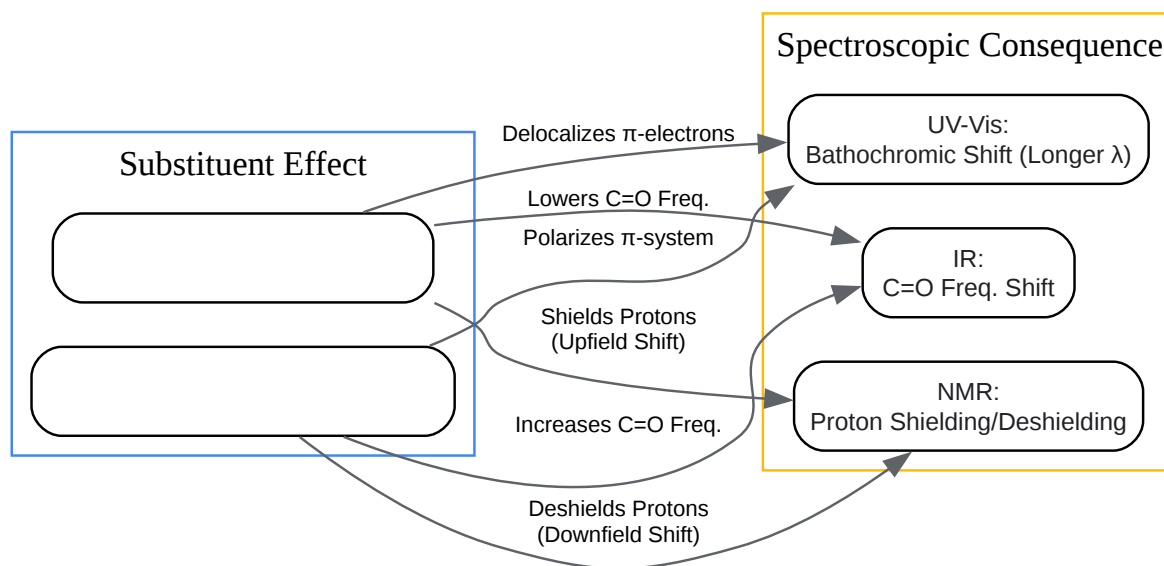 Spectroscopic Consequence
Substituent Effect
Delocalizes π-electrons
UV-Vis:
Bathochromic Shift (Longer λ)
Lowers C=O Freq.
Polarizes π-system
IR:
C=O Freq. Shift
Shields Protons
(Upfield Shift)
NMR:
Proton Shielding/Deshielding
Increases C=O Freq.
Deshields Protons
(Downfield Shift)